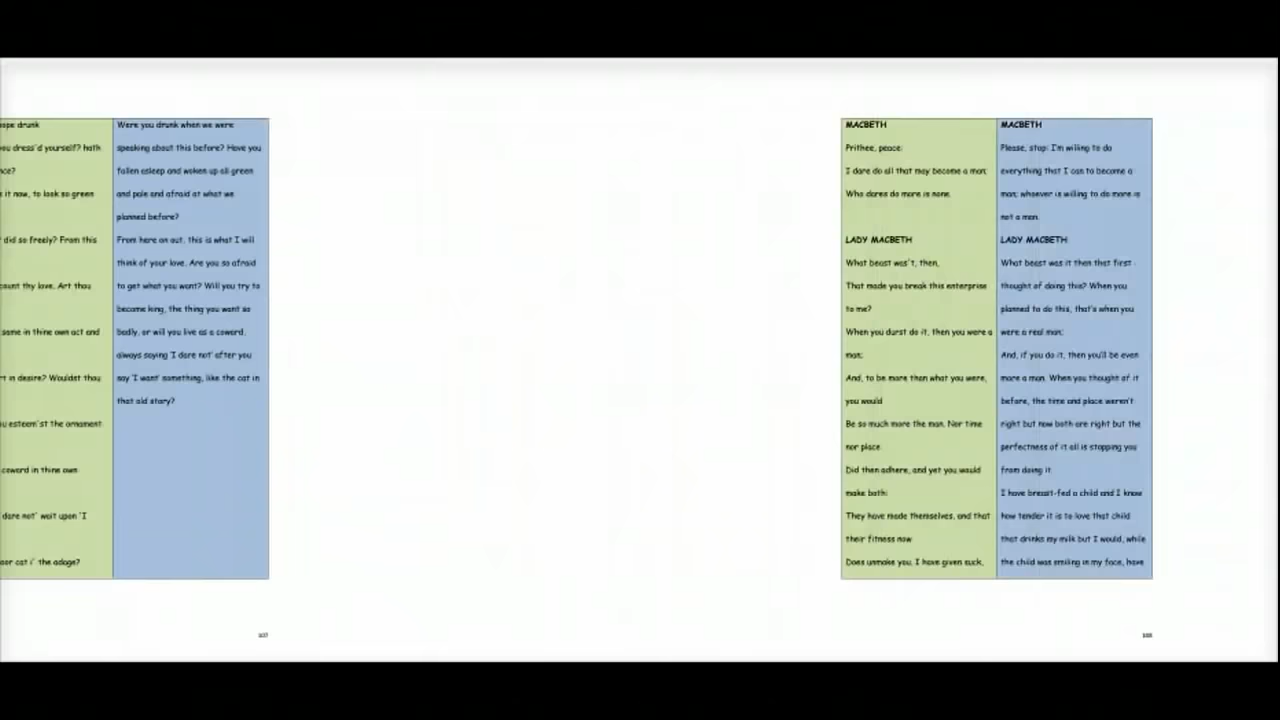 ope drunk
you dress'd yourself? hath
nce?
s it now, to look so green
t did so freely? From this
count thy love. Art thou
same in thine own act and
rt in desire? Wouldst thou
ou esteem'st the ornament
coward in thine own
dare not' wait upon 'I
oor cat i' the adage?
Were you drunk when we were
speaking about this before? Have you
fallen asleep and woken up all green
and pale and afraid at what we
planned before?
From here on out, this is what I will
think of your love. Are you so afraid
to get what you want? Will you try to
become king, the thing you want so
badly, or will you live as a coward,
always saying 'I dare not' after you
say 'I want' something, like the cat in
that old story?
107
MACBETH
Prithee, peace:
I dare do all that may become a man;
Who dares do more is none.
LADY MACBETH
What beast was't, then,
That made you break this enterprise
to me?
When you durst do it, then you were a
man;
And, to be more than what you were,
you would
Be so much more the man. Nor time
nor place
Did then adhere, and yet you would
make both:
They have made themselves, and that
their fitness now
Does unmake you. I have given suck,
MACBETH
Please, stop: I'm willing to do
everything that I can to become a
man; whoever is willing to do more is
not a man.
LADY MACBETH
What beast was it then that first
thought of doing this? When you
planned to do this, that's when you
were a real man;
And, if you do it, then you'll be even
more a man. When you thought of it
before, the time and place weren't
right but now both are right but the
perfectness of it all is stopping you
from doing it.
I have breast-fed a child and I know
how tender it is to love that child
that drinks my milk but I would, while
the child was smiling in my face, have
108